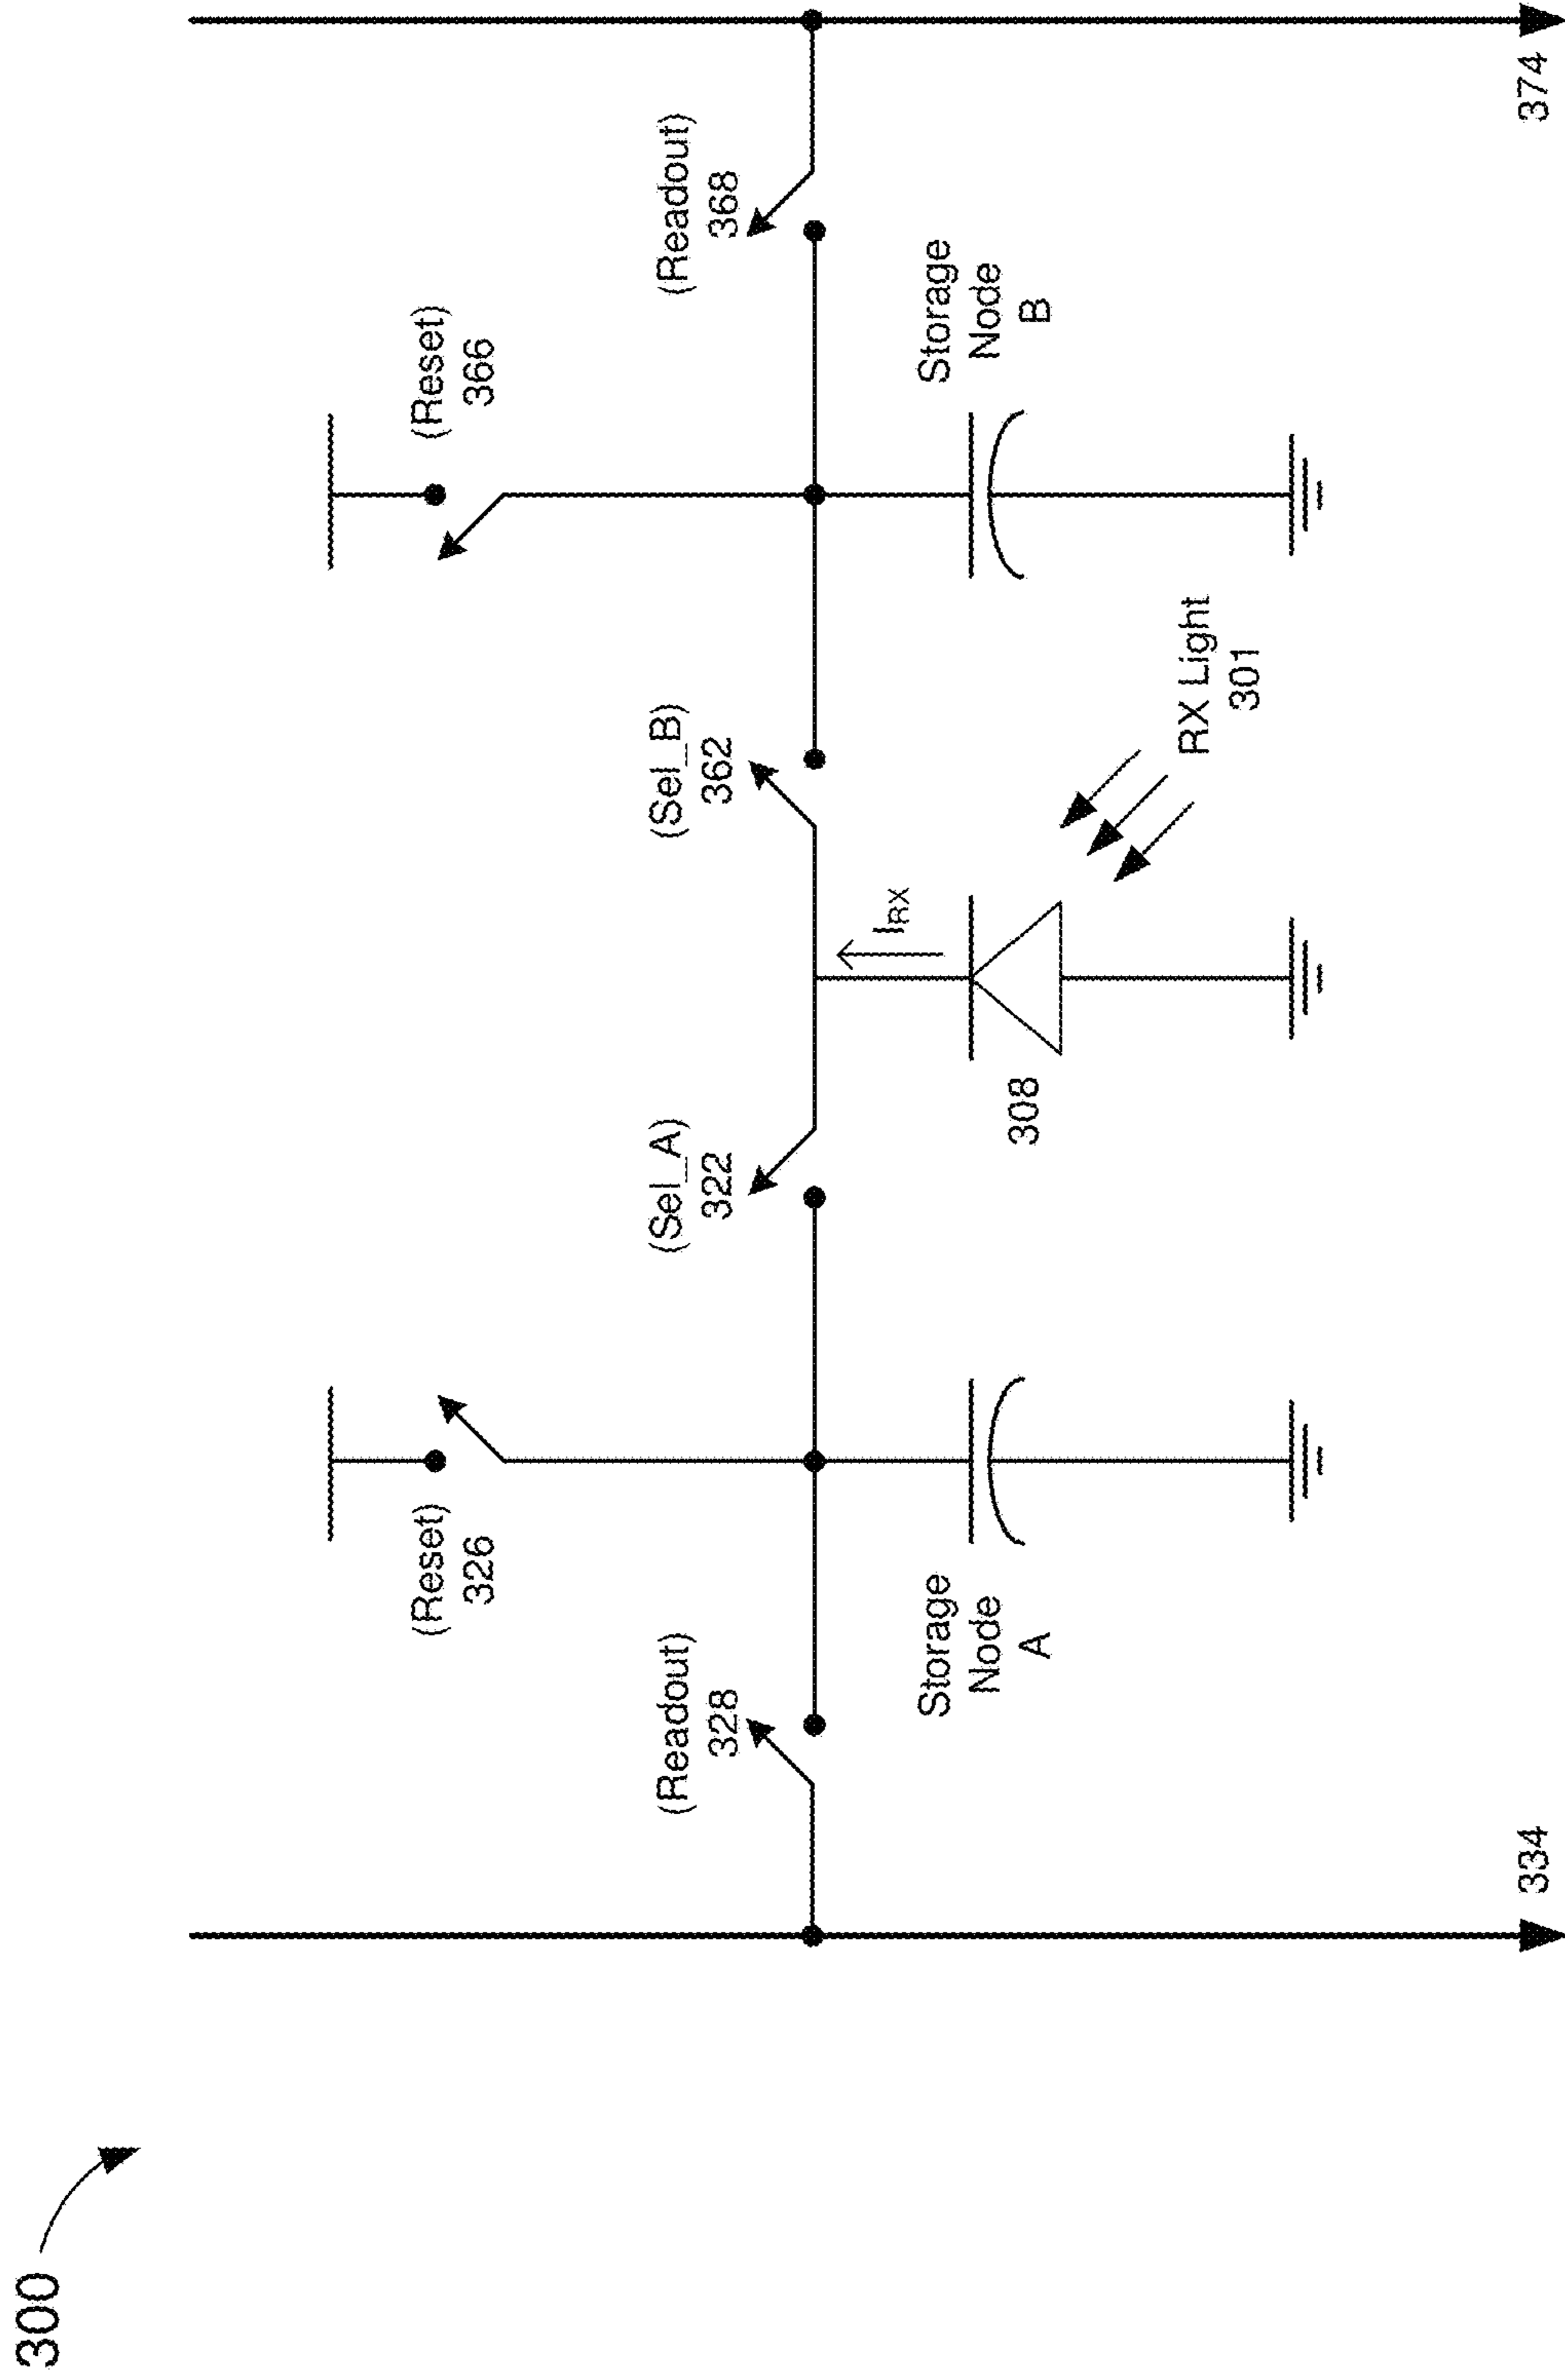 300
(Reset)
326
(Reset)
366
(Readout)
328
(Sel_A)
322
(Sel_B)
362
(Readout)
368
IRX
Storage
Node
A
308
Storage
Node
B
RX Light
301
334
374